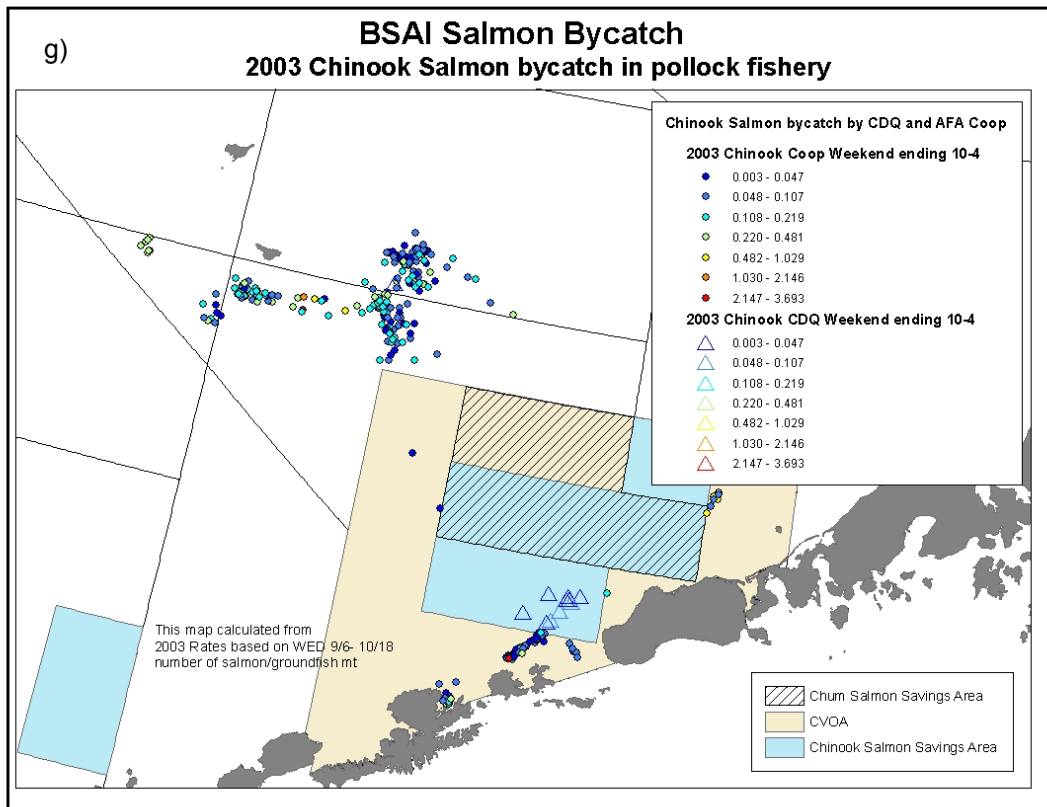 g)
BSAI Salmon Bycatch
2003 Chinook Salmon bycatch in pollock fishery
Chinook Salmon bycatch by CDQ and AFA Coop
2003 Chinook Coop Weekend ending 10-4
0.003 - 0.047
0.048 - 0.107
0.108 - 0.219
0.220 - 0.481
0.482 - 1.029
1.030 - 2.146
2.147 - 3.693
2003 Chinook CDQ Weekend ending 10-4
0.003 - 0.047
0.048 - 0.107
0.108 - 0.219
0.220 - 0.481
0.482 - 1.029
1.030 - 2.146
2.147 - 3.693
This map calculated from
2003 Rates based on WED 9/6- 10/18
number of salmon/groundfish mt
Chum Salmon Savings Area
CVOA
Chinook Salmon Savings Area